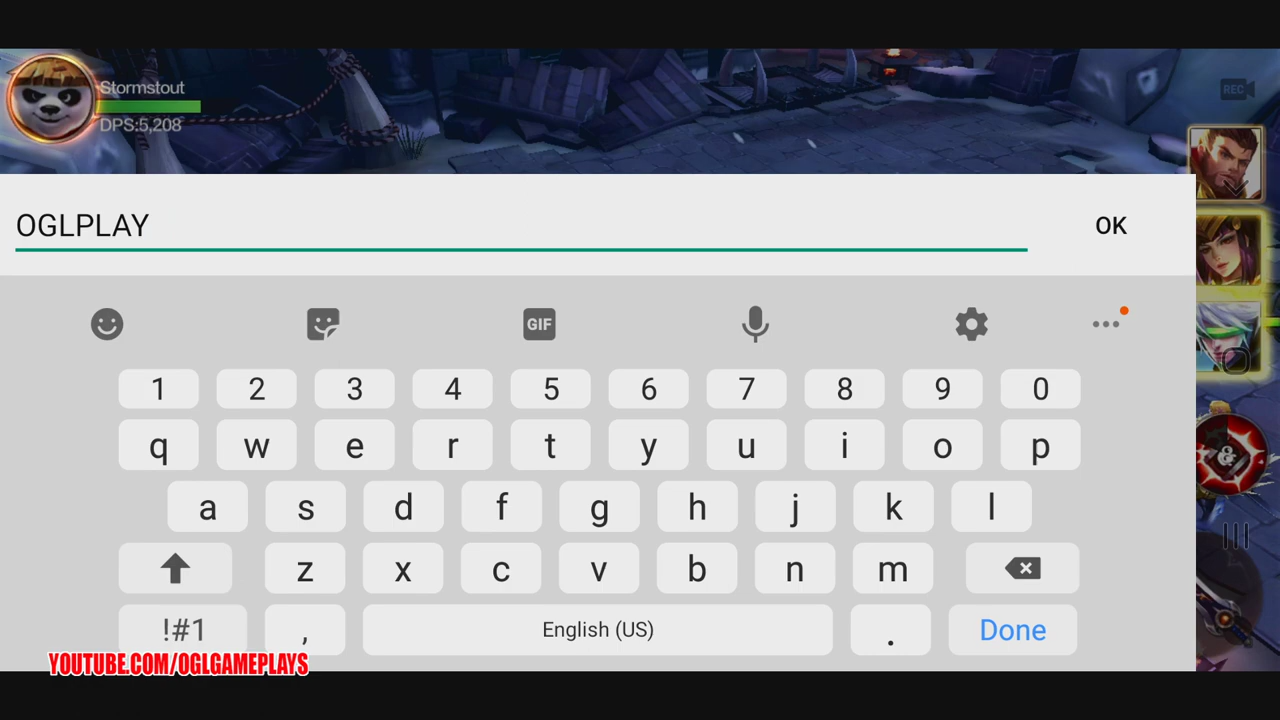 Stormstout
DPS:5,208
REC
OGLPLAY
OK
GIF
1 2 3 4 5 6 7 8 9 0
q w e r t y u i o p
a s d f g h j k l
z x c v b n m
!#1 , English (US) . Done
YOUTUBE.COM/OGLGAMEPLAYS